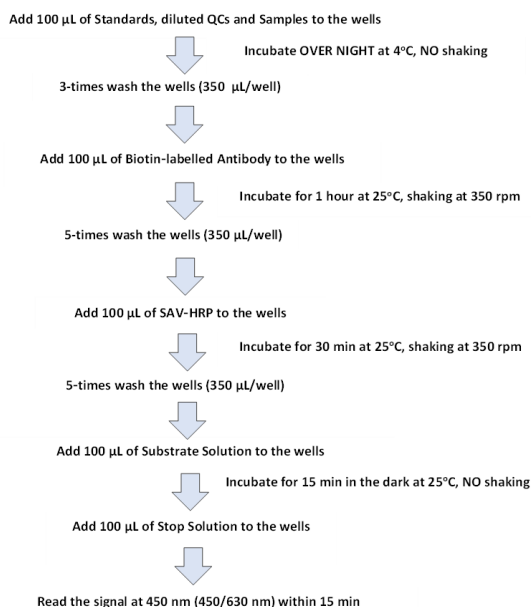 Add 100 µL of Standards, diluted QCs and Samples to the wells
Incubate OVER NIGHT at 4°C, NO shaking
3-times wash the wells (350 µL/well)
Add 100 µL of Biotin-labelled Antibody to the wells
Incubate for 1 hour at 25°C, shaking at 350 rpm
5-times wash the wells (350 µL/well)
Add 100 µL of SAV-HRP to the wells
Incubate for 30 min at 25°C, shaking at 350 rpm
5-times wash the wells (350 µL/well)
Add 100 µL of Substrate Solution to the wells
Incubate for 15 min in the dark at 25°C, NO shaking
Add 100 µL of Stop Solution to the wells
Read the signal at 450 nm (450/630 nm) within 15 min